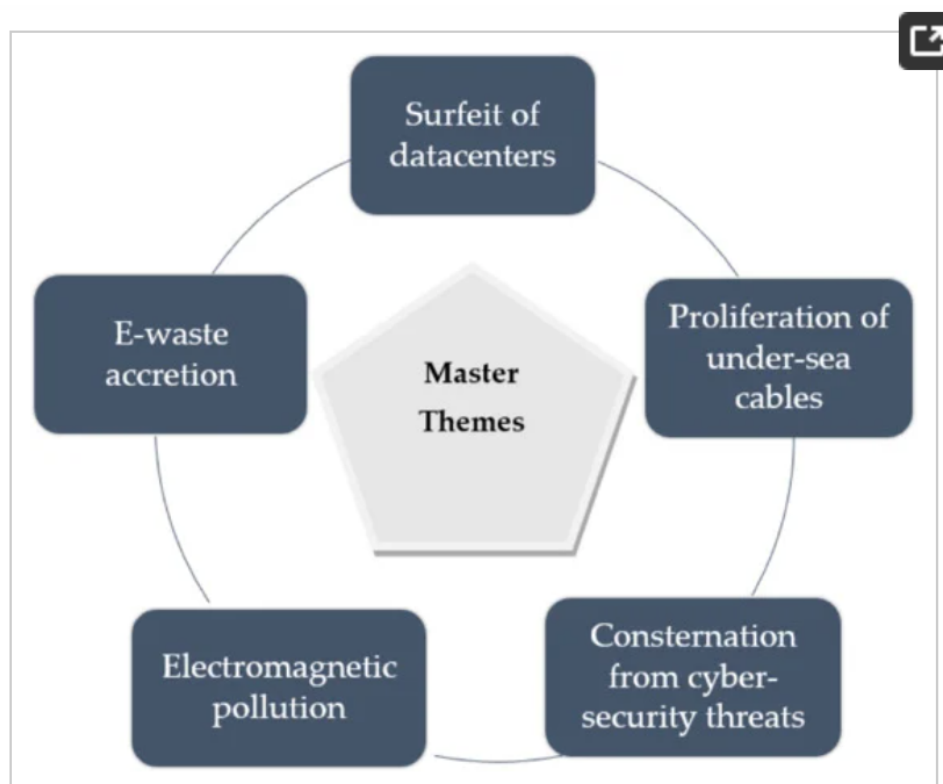 Surfeit of
datacenters
Proliferation of
under-sea
cables
Consternation
from cyber-
security threats
Electromagnetic
pollution
E-waste
accretion
Master
Themes